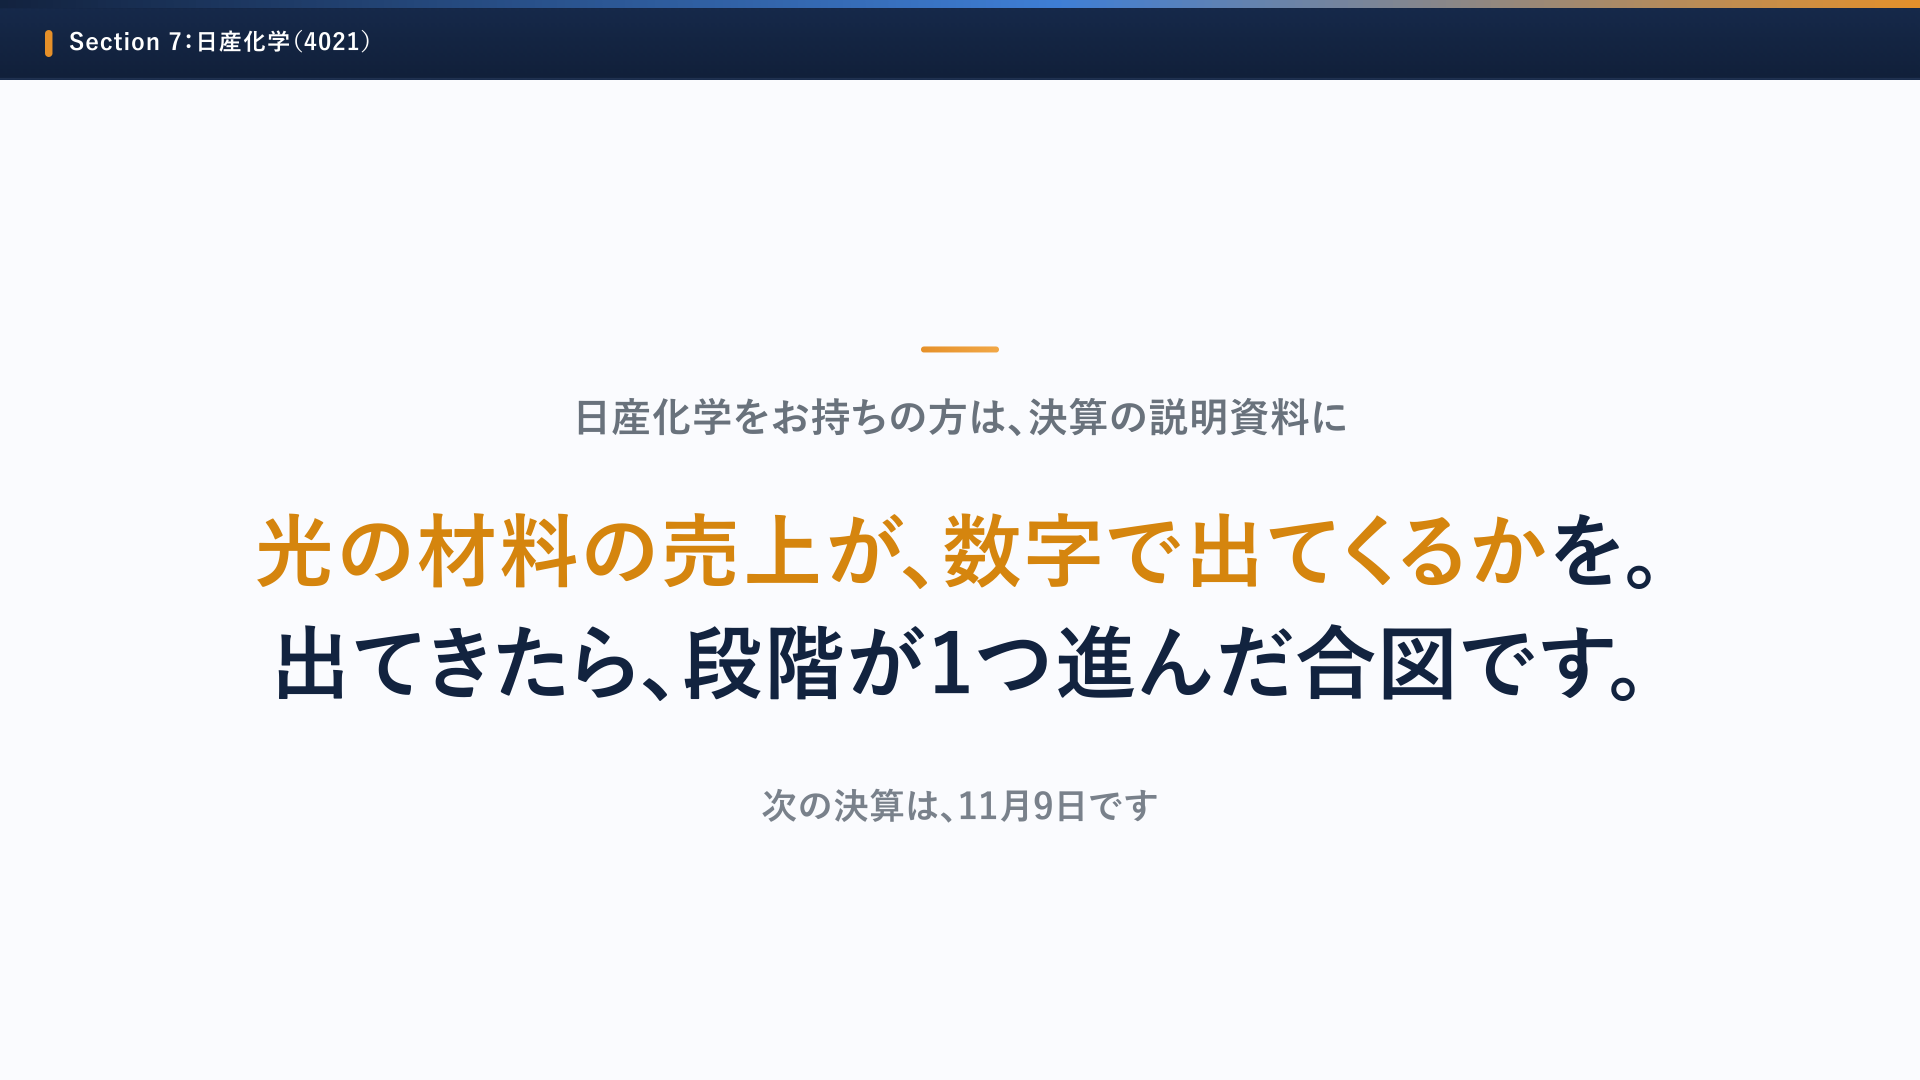 Section 7：日産化学（4021）
日産化学をお持ちの方は、決算の説明資料に
光の材料の売上が、数字で出てくるかを。
出てきたら、段階が1つ進んだ合図です。
次の決算は、11月9日です